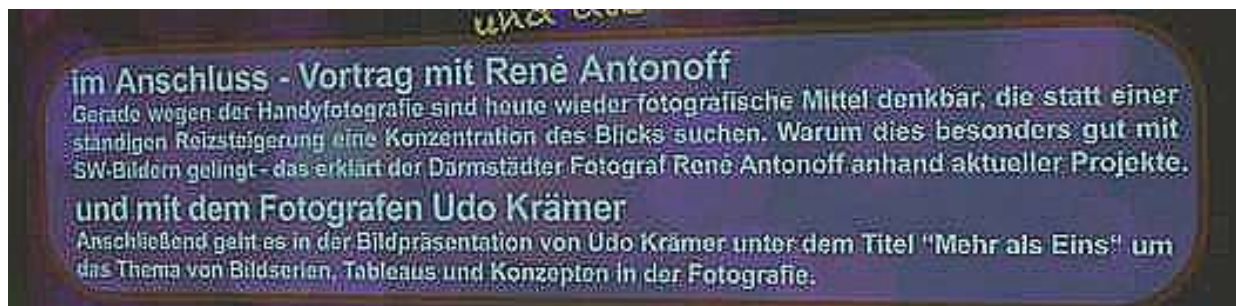 und
im Anschluss - Vortrag mit René Antonoff
Gerade wegen der Handyfotografie sind heute wieder fotografische Mittel denkbar, die statt einer
ständigen Reizsteigerung eine Konzentration des Blicks suchen. Warum dies besonders gut mit
SW-Bildern gelingt - das erklärt der Darmstädter Fotograf René Antonoff anhand aktueller Projekte.
und mit dem Fotografen Udo Krämer
Anschließend geht es in der Bildpräsentation von Udo Krämer unter dem Titel "Mehr als Eins" um
das Thema von Bildserien, Tableaus und Konzepten in der Fotografie.